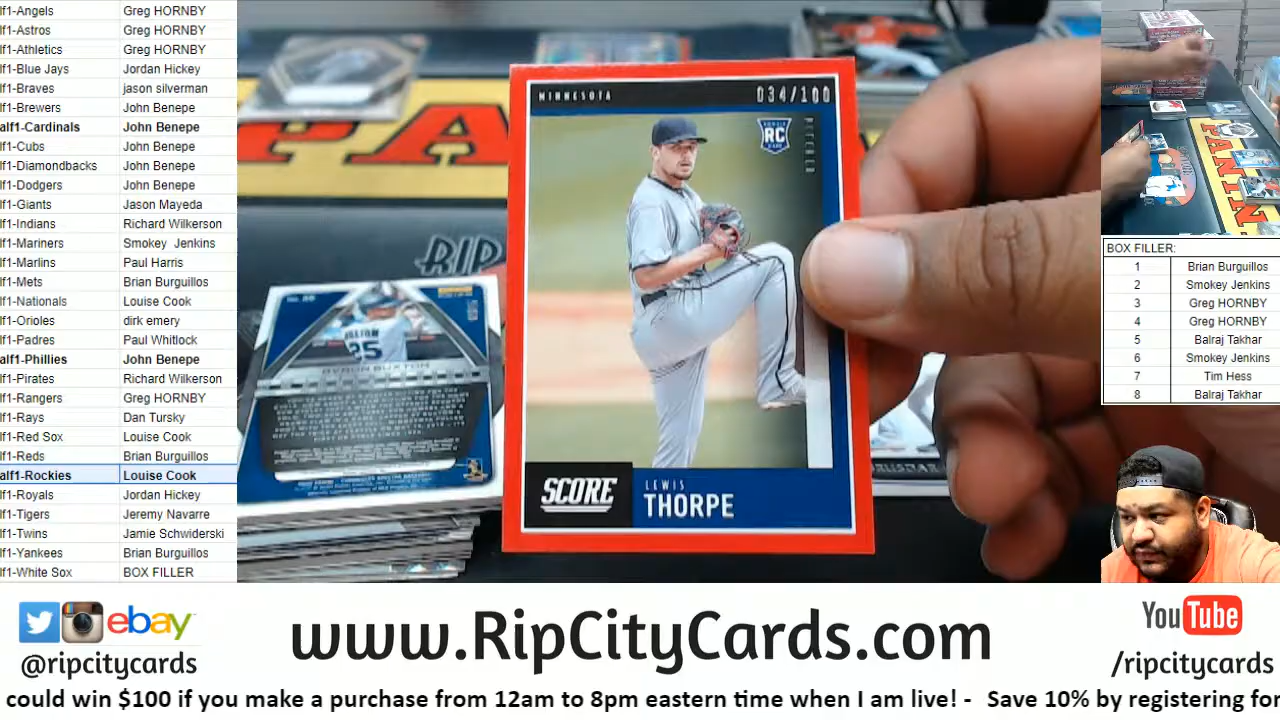 lf1-Angels Greg HORNBY
lf1-Astros Greg HORNBY
lf1-Athletics Greg HORNBY
lf1-Blue Jays Jordan Hickey
lf1-Braves jason silverman
lf1-Brewers John Benepe
alf1-Cardinals John Benepe
lf1-Cubs John Benepe
lf1-Diamondbacks John Benepe
lf1-Dodgers John Benepe
lf1-Giants Jason Mayeda
lf1-Indians Richard Wilkerson
lf1-Mariners Smokey Jenkins
lf1-Marlins Paul Harris
lf1-Mets Brian Burguillos
lf1-Nationals Louise Cook
lf1-Orioles dirk emery
lf1-Padres Paul Whitlock
alf1-Phillies John Benepe
lf1-Pirates Richard Wilkerson
lf1-Rangers Greg HORNBY
lf1-Rays Dan Tursky
lf1-Red Sox Louise Cook
lf1-Reds Brian Burguillos
alf1-Rockies Louise Cook
lf1-Royals Jordan Hickey
lf1-Tigers Jeremy Navarre
lf1-Twins Jamie Schwiderski
lf1-Yankees Brian Burguillos
lf1-White Sox BOX FILLER
PA
RIP
BYRON BUXTON
25
MINNESOTA 034/100
RC
PITCHER
SCORE
LEWIS
THORPE
PANINI
BOX FILLER:
1 Brian Burguillos
2 Smokey Jenkins
3 Greg HORNBY
4 Greg HORNBY
5 Balraj Takhar
6 Smokey Jenkins
7 Tim Hess
8 Balraj Takhar
ebay
@ripcitycards
www.RipCityCards.com
YouTube
/ripcitycards
could win $100 if you make a purchase from 12am to 8pm eastern time when I am live! - Save 10% by registering for